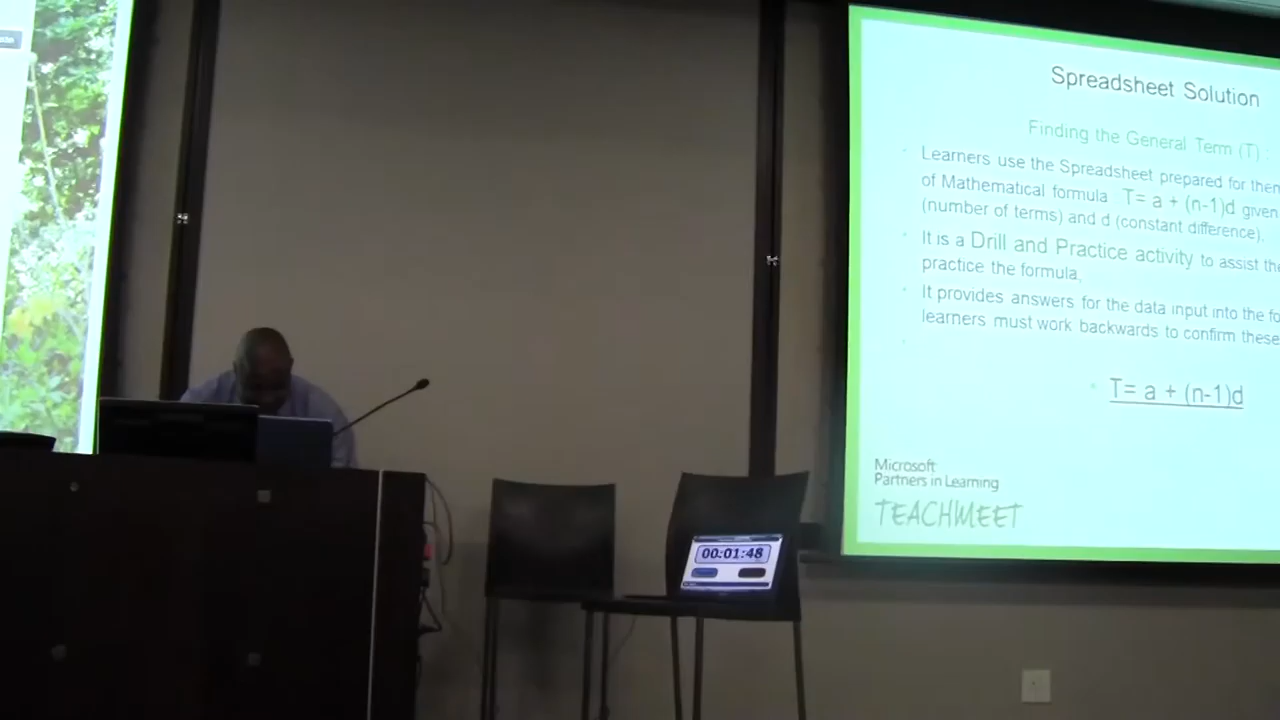 Spreadsheet Solution
Finding the General Term (T) :
Learners use the Spreadsheet prepared for them
of Mathematical formula T= a + (n-1)d given
(number of terms) and d (constant difference),
It is a Drill and Practice activity to assist the
practice the formula,
It provides answers for the data input into the fo
learners must work backwards to confirm these
T= a + (n-1)d
Microsoft
Partners in Learning
TEACHMEET
00:01:48